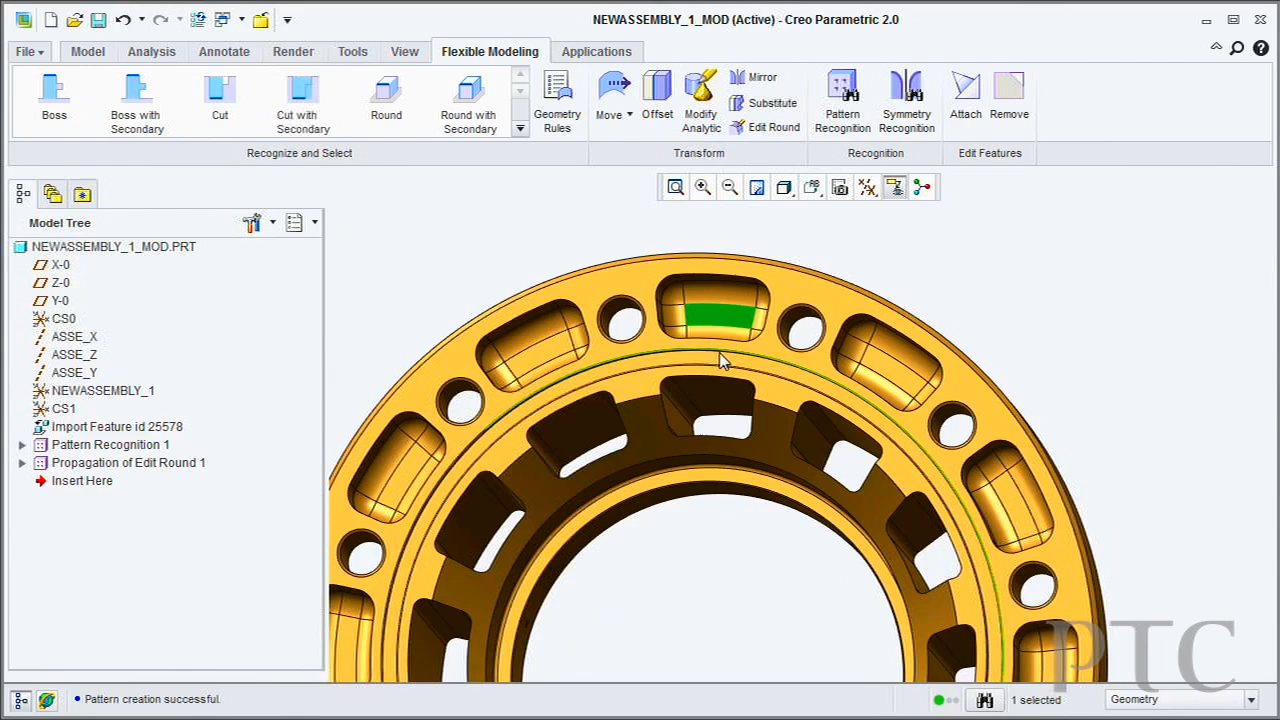 NEWASSEMBLY_1_MOD (Active) - Creo Parametric 2.0
File Model Analysis Annotate Render Tools View Flexible Modeling Applications
Boss
Boss with
Secondary
Cut
Cut with
Secondary
Round
Round with
Secondary
Geometry
Rules
Move
Offset
Modify
Analytic
Mirror
Substitute
Edit Round
Pattern
Recognition
Symmetry
Recognition
Attach
Remove
Recognize and Select Transform Recognition Edit Features
Model Tree
NEWASSEMBLY_1_MOD.PRT
X-0
Z-0
Y-0
CS0
ASSE_X
ASSE_Z
ASSE_Y
NEWASSEMBLY_1
CS1
Import Feature id 25578
Pattern Recognition 1
Propagation of Edit Round 1
Insert Here
PTC
Pattern creation successful.
1 selected
Geometry